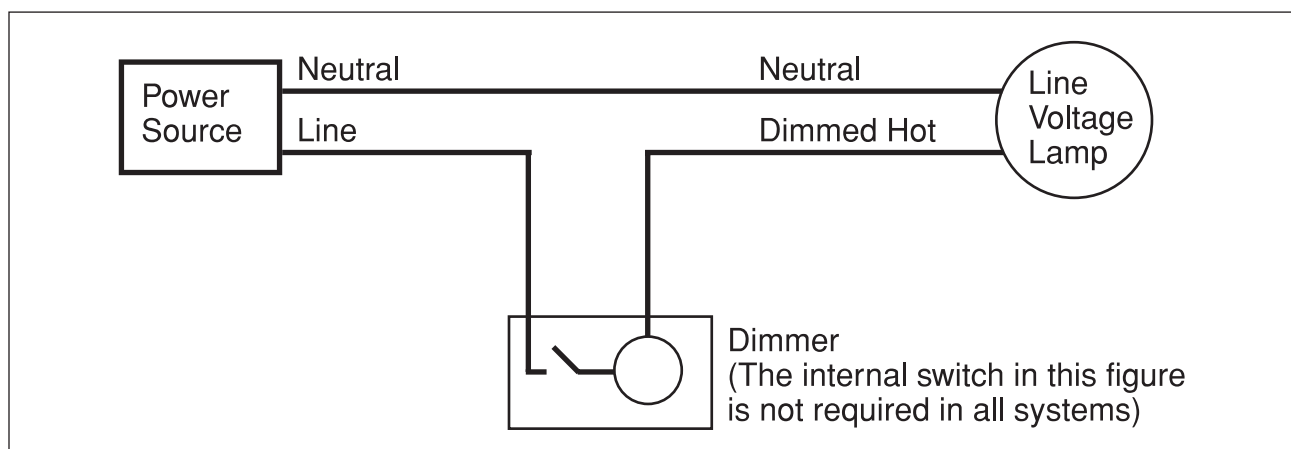 Power
Source
Neutral
Line
Neutral
Dimmed Hot
Line
Voltage
Lamp
Dimmer
(The internal switch in this figure
is not required in all systems)